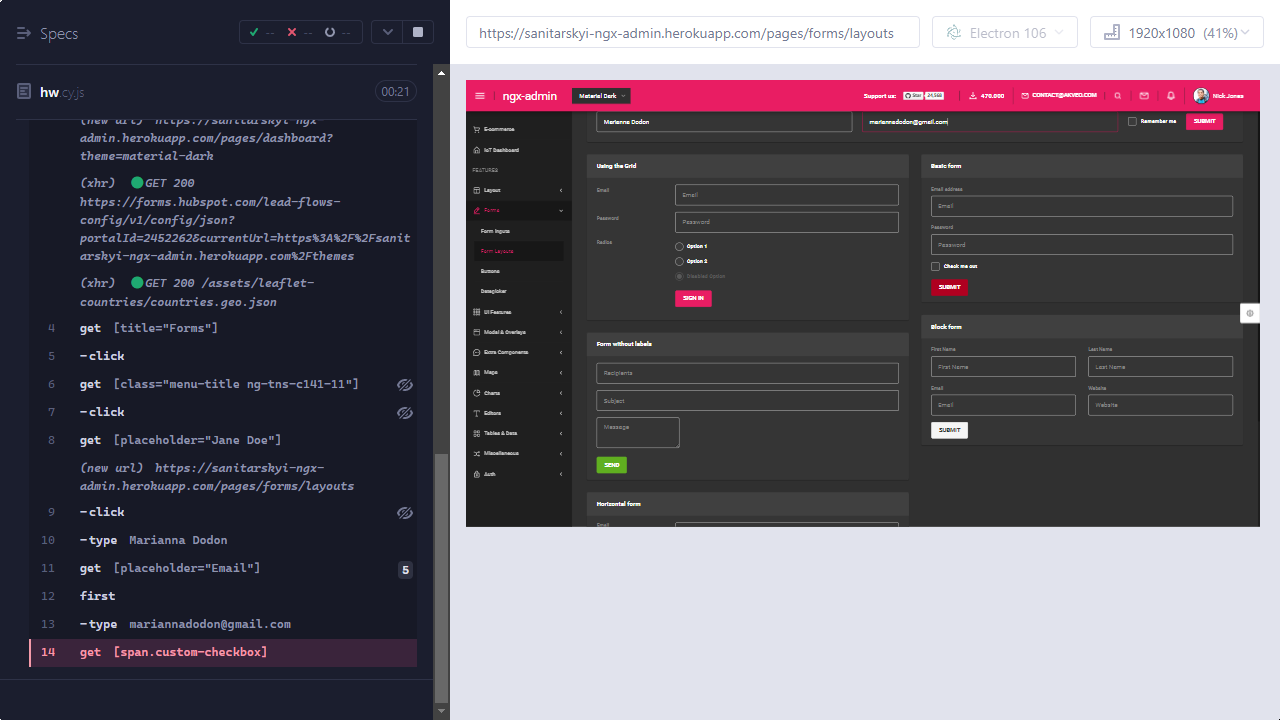 Specs
--
--
--
hw.cy.js
00:21
(new url) https://sanitarskyi-ngx-
admin.herokuapp.com/pages/dashboard?
theme=material-dark
(xhr) GET 200
https://forms.hubspot.com/lead-flows-
config/v1/config/json?
portalId=2452262&currentUrl=https%3A%2F%2Fsanit
arskyi-ngx-admin.herokuapp.com%2Fthemes
(xhr) GET 200 /assets/leaflet-
countries/countries.geo.json
4 get [title="Forms"]
5 -click
6 get [class="menu-title ng-tns-c141-11"]
7 -click
8 get [placeholder="Jane Doe"]
(new url) https://sanitarskyi-ngx-
admin.herokuapp.com/pages/forms/layouts
9 -click
10 -type Marianna Dodon
11 get [placeholder="Email"] 5
12 first
13 -type mariannadodon@gmail.com
14 get [span.custom-checkbox]
https://sanitarskyi-ngx-admin.herokuapp.com/pages/forms/layouts
Electron 106
1920x1080 (41%)
ngx-admin
Material Dark
Support us:
Star 24,568
470.000
CONTACT@AKVEO.COM
Nick Jones
E-commerce
IoT Dashboard
FEATURES
Layout
Forms
Form Inputs
Form Layouts
Buttons
Datepicker
UI Features
Modal & Overlays
Extra Components
Maps
Charts
Editors
Tables & Data
Miscellaneous
Auth
Marianna Dodon
mariannadodon@gmail.com
Remember me
SUBMIT
Using the Grid
Email
Email
Password
Password
Radios
Option 1
Option 2
Disabled Option
SIGN IN
Form without labels
Recipients
Subject
Message
SEND
Horizontal form
Email
Basic form
Email address
Email
Password
Password
Check me out
SUBMIT
Block form
First Name
Last Name
First Name
Last Name
Email
Website
Email
Website
SUBMIT